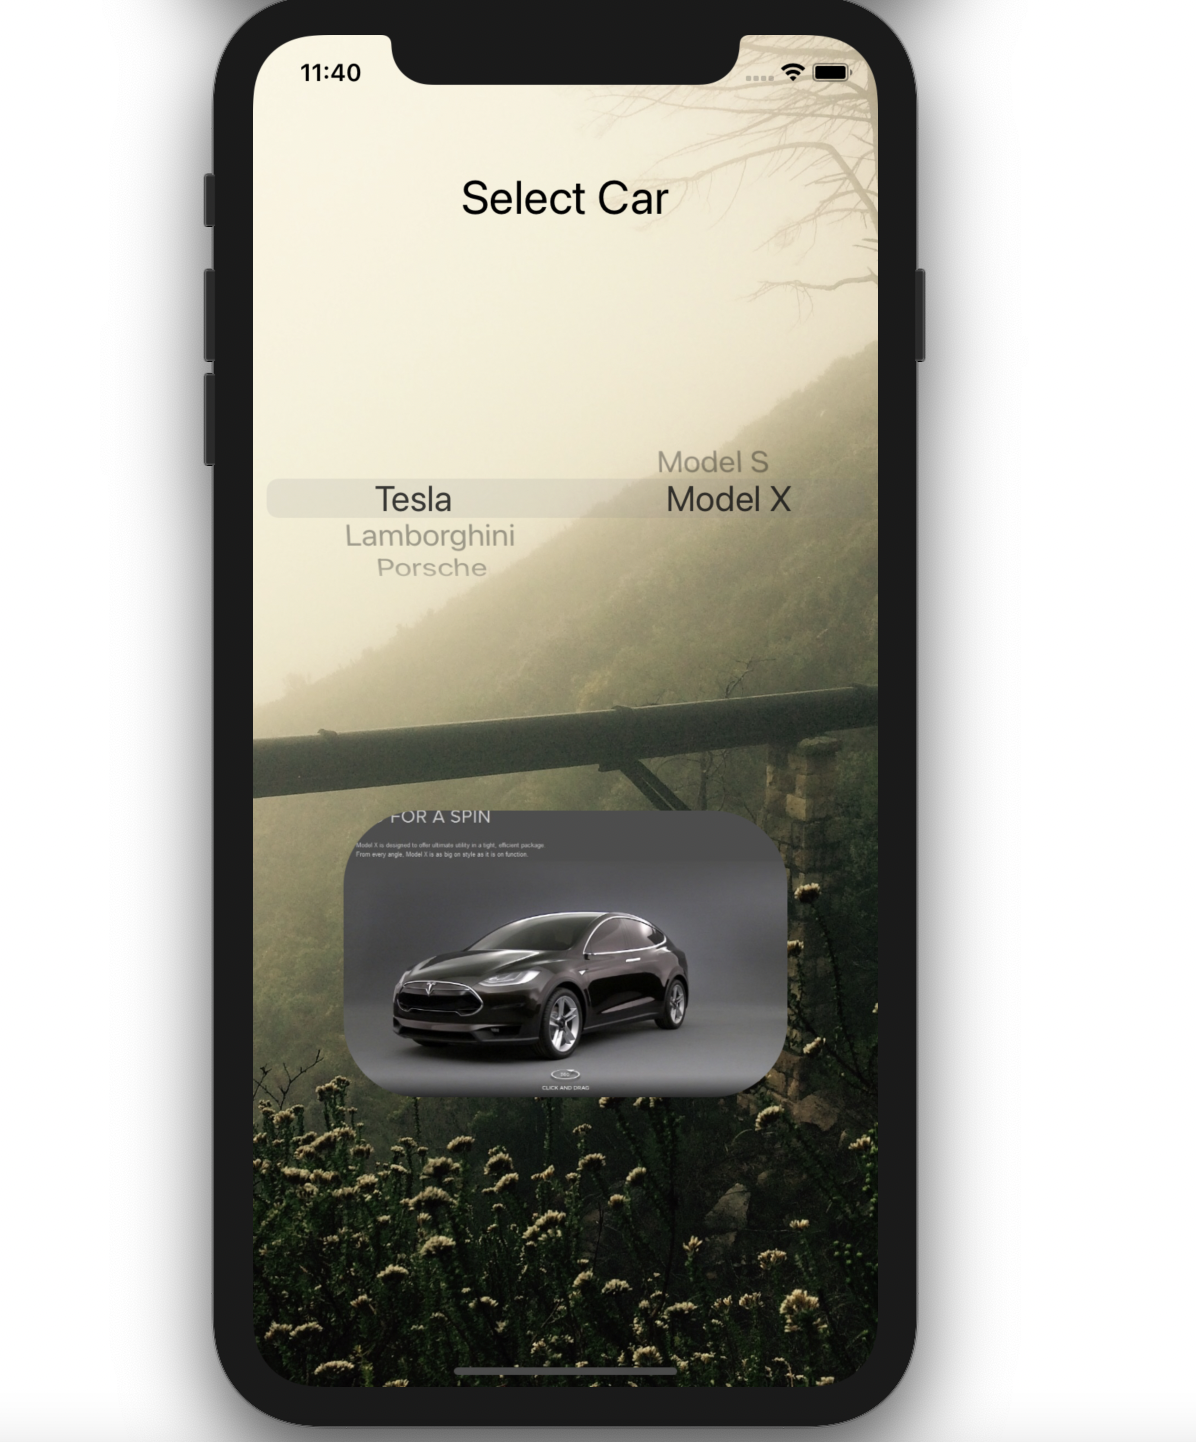 11:40
Select Car
Model S
Tesla Model X
Lamborghini
Porsche
FOR A SPIN
Model X is designed to offer ultimate utility in a tight, efficient package.
From every angle, Model X is as big on style as it is on function.
CLICK AND DRAG